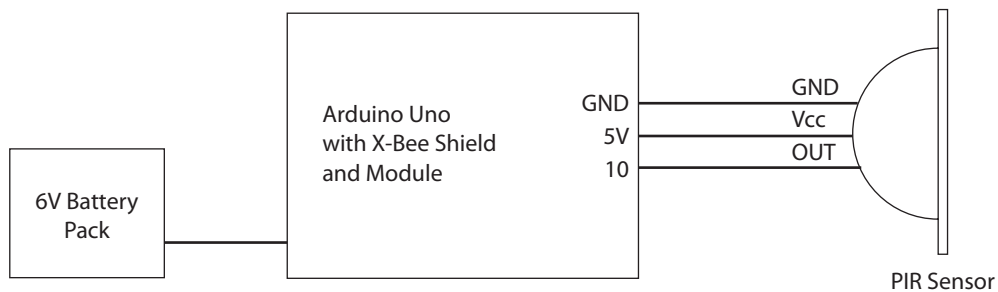 6V Battery
Pack
Arduino Uno
with X-Bee Shield
and Module
GND
5V
10
GND
Vcc
OUT
PIR Sensor